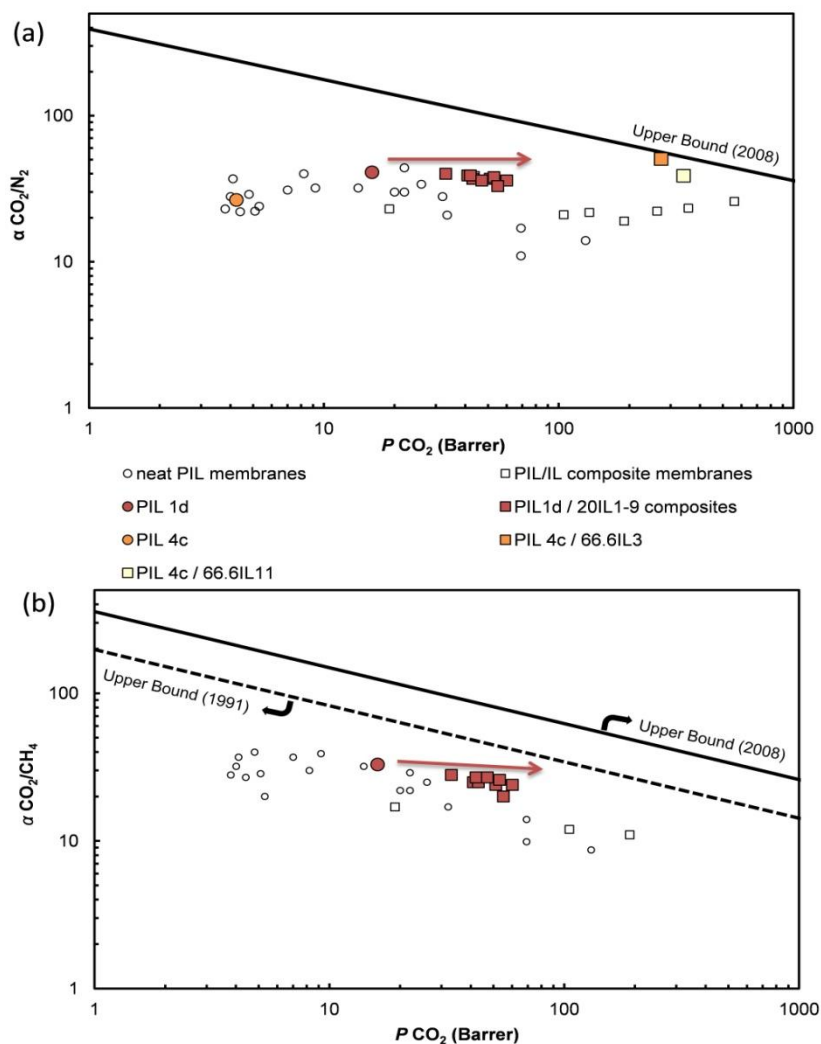 (a)
α CO₂/N₂
100
10
1
Upper Bound (2008)
1 10 100 1000
P CO₂ (Barrer)
neat PIL membranes PIL/IL composite membranes
PIL 1d PIL1d / 20IL1-9 composites
PIL 4c PIL 4c / 66.6IL3
PIL 4c / 66.6IL11
(b)
α CO₂/CH₄
100
10
1
Upper Bound (1991)
Upper Bound (2008)
1 10 100 1000
P CO₂ (Barrer)